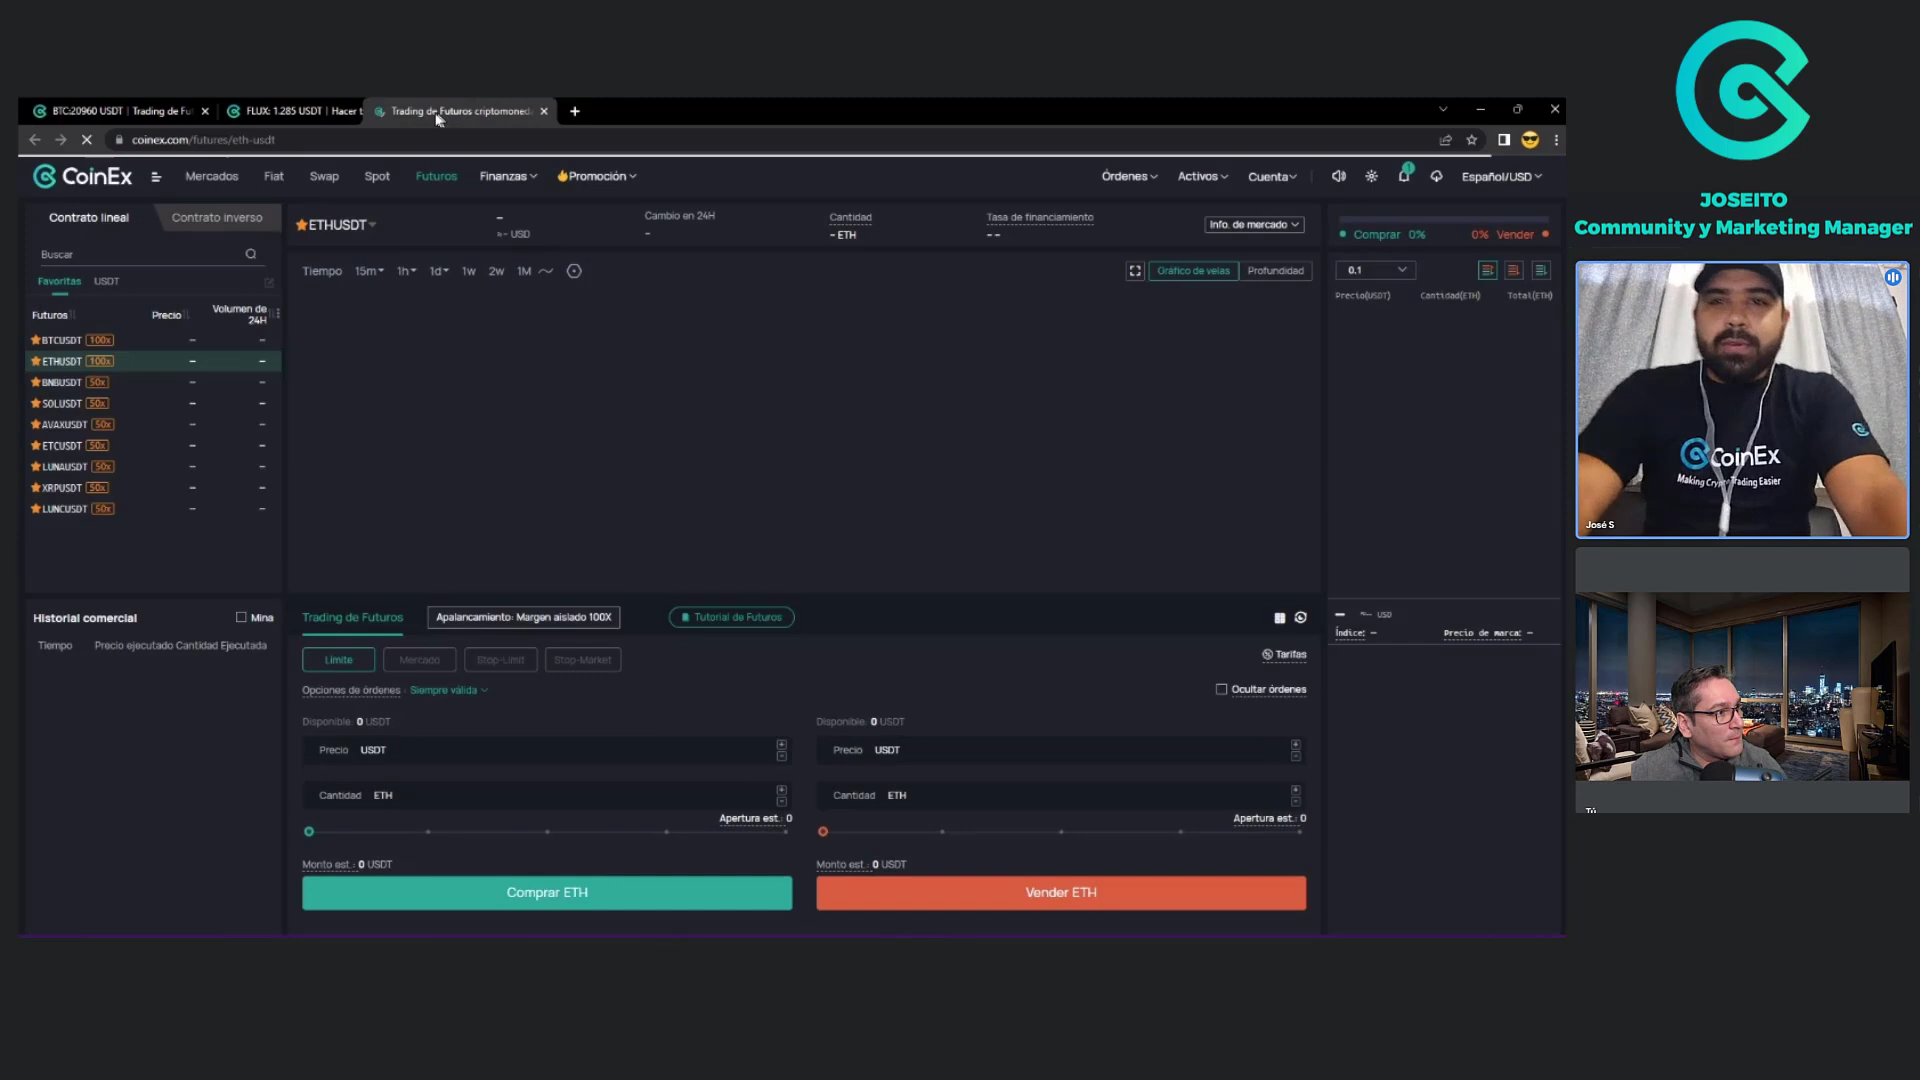 JOSEITO
Community y Marketing Manager
BTC:20960 USDT | Trading de Fu
FLUX: 1.285 USDT | Hacer t
Trading de Futuros criptomoned
coinex.com/futures/eth-usdt
CoinEx
Mercados
Fiat
Swap
Spot
Futuros
Finanzas
Promoción
Órdenes
Activos
Cuenta
1
Español/USD
Contrato lineal
Contrato inverso
Buscar
Favoritas
USDT
Futuros
Precio
Volumen de
24H
BTCUSDT 100x – –
ETHUSDT 100x – –
BNBUSDT 50x – –
SOLUSDT 50x – –
AVAXUSDT 50x – –
ETCUSDT 50x – –
LUNAUSDT 50x – –
XRPUSDT 50x – –
LUNCUSDT 50x – –
ETHUSDT
–
≈ – USD
Cambio en 24H
–
Cantidad
– ETH
Tasa de financiamiento
– –
Info. de mercado
Tiempo 15m 1h 1d 1w 2w 1M
Gráfico de velas
Profundidad
Comprar 0%
0% Vender
0.1
Precio(USDT) Cantidad(ETH) Total(ETH)
Historial comercial
Mina
Tiempo Precio ejecutado Cantidad Ejecutada
Trading de Futuros
Apalancamiento: Margen aislado 100X
Tutorial de Futuros
Límite
Mercado
Stop-Limit
Stop-Market
Tarifas
Opciones de órdenes : Siempre válida
Ocultar órdenes
Disponible: 0 USDT
Precio USDT
Cantidad ETH
Apertura est.: 0
Monto est.: 0 USDT
Comprar ETH
Disponible: 0 USDT
Precio USDT
Cantidad ETH
Apertura est.: 0
Monto est.: 0 USDT
Vender ETH
– ≈ – USD
Índice: –
Precio de marca: –
CoinEx
Making Crypto Trading Easier
José S
Tú